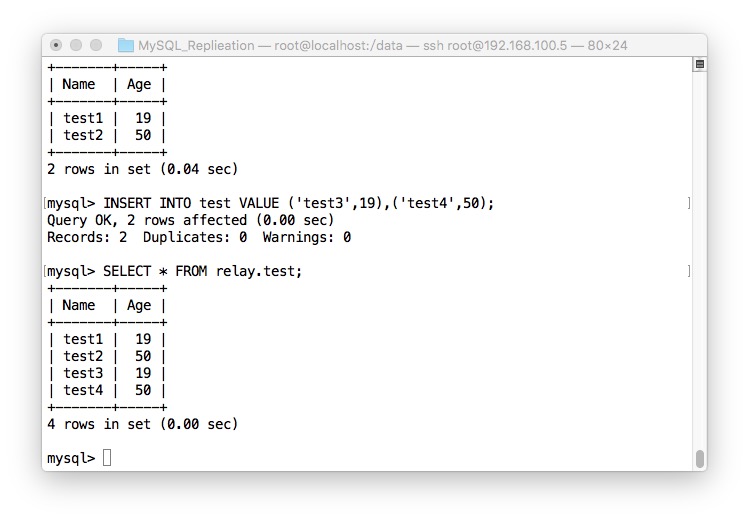 MySQL_Replieation — root@localhost:/data — ssh root@192.168.100.5 — 80×24
+-------+-----+
| Name  | Age |
+-------+-----+
| test1 |  19 |
| test2 |  50 |
+-------+-----+
2 rows in set (0.04 sec)
[mysql> INSERT INTO test VALUE ('test3',19),('test4',50); ]
Query OK, 2 rows affected (0.00 sec)
Records: 2  Duplicates: 0  Warnings: 0
[mysql> SELECT * FROM relay.test; ]
+-------+-----+
| Name  | Age |
+-------+-----+
| test1 |  19 |
| test2 |  50 |
| test3 |  19 |
| test4 |  50 |
+-------+-----+
4 rows in set (0.00 sec)
mysql>